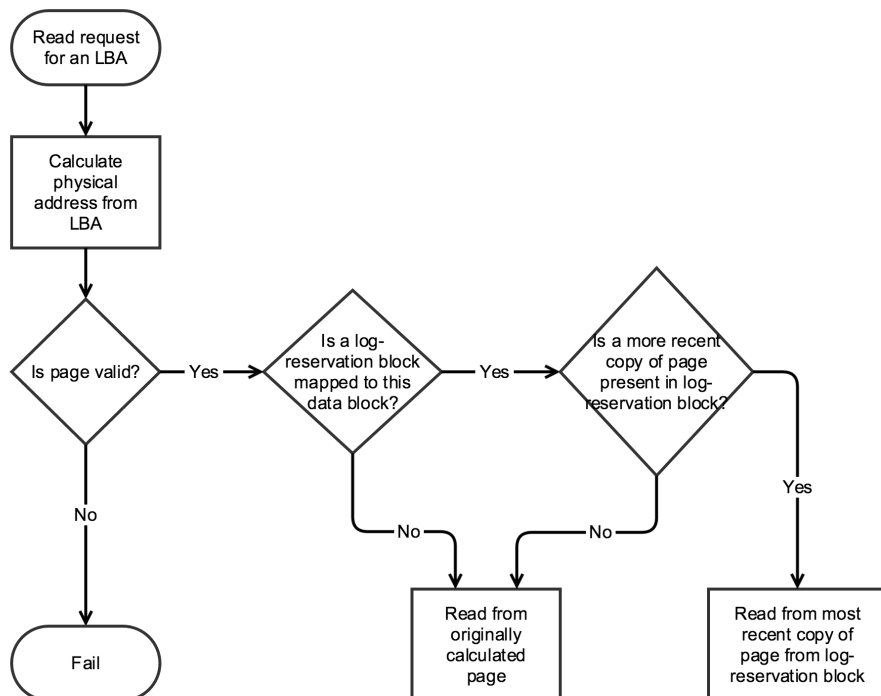 Read request
for an LBA
Calculate
physical
address from
LBA
Is page valid?
Yes
Is a log-
reservation block
mapped to this
data block?
Yes
Is a more recent
copy of page
present in log-
reservation block?
Yes
No
No
No
Fail
Read from
originally
calculated
page
Read from most
recent copy of
page from log-
reservation block